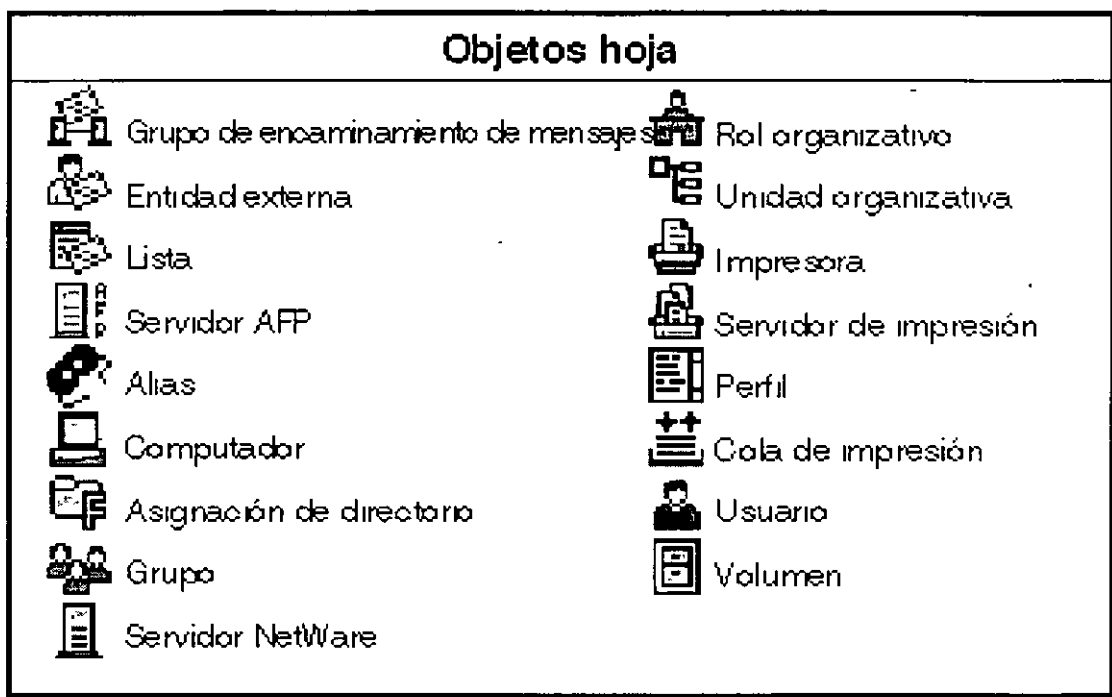 Objetos hoja
Grupo de encaminamiento de mensajes
Entidad externa
Lista
Servidor AFP
AFP
Alias
Computador
Asignación de directorio
Grupo
Servidor NetWare
Rol organizativo
Unidad organizativa
Impresora
Servidor de impresión
Perfil
Cola de impresión
Usuario
Volumen